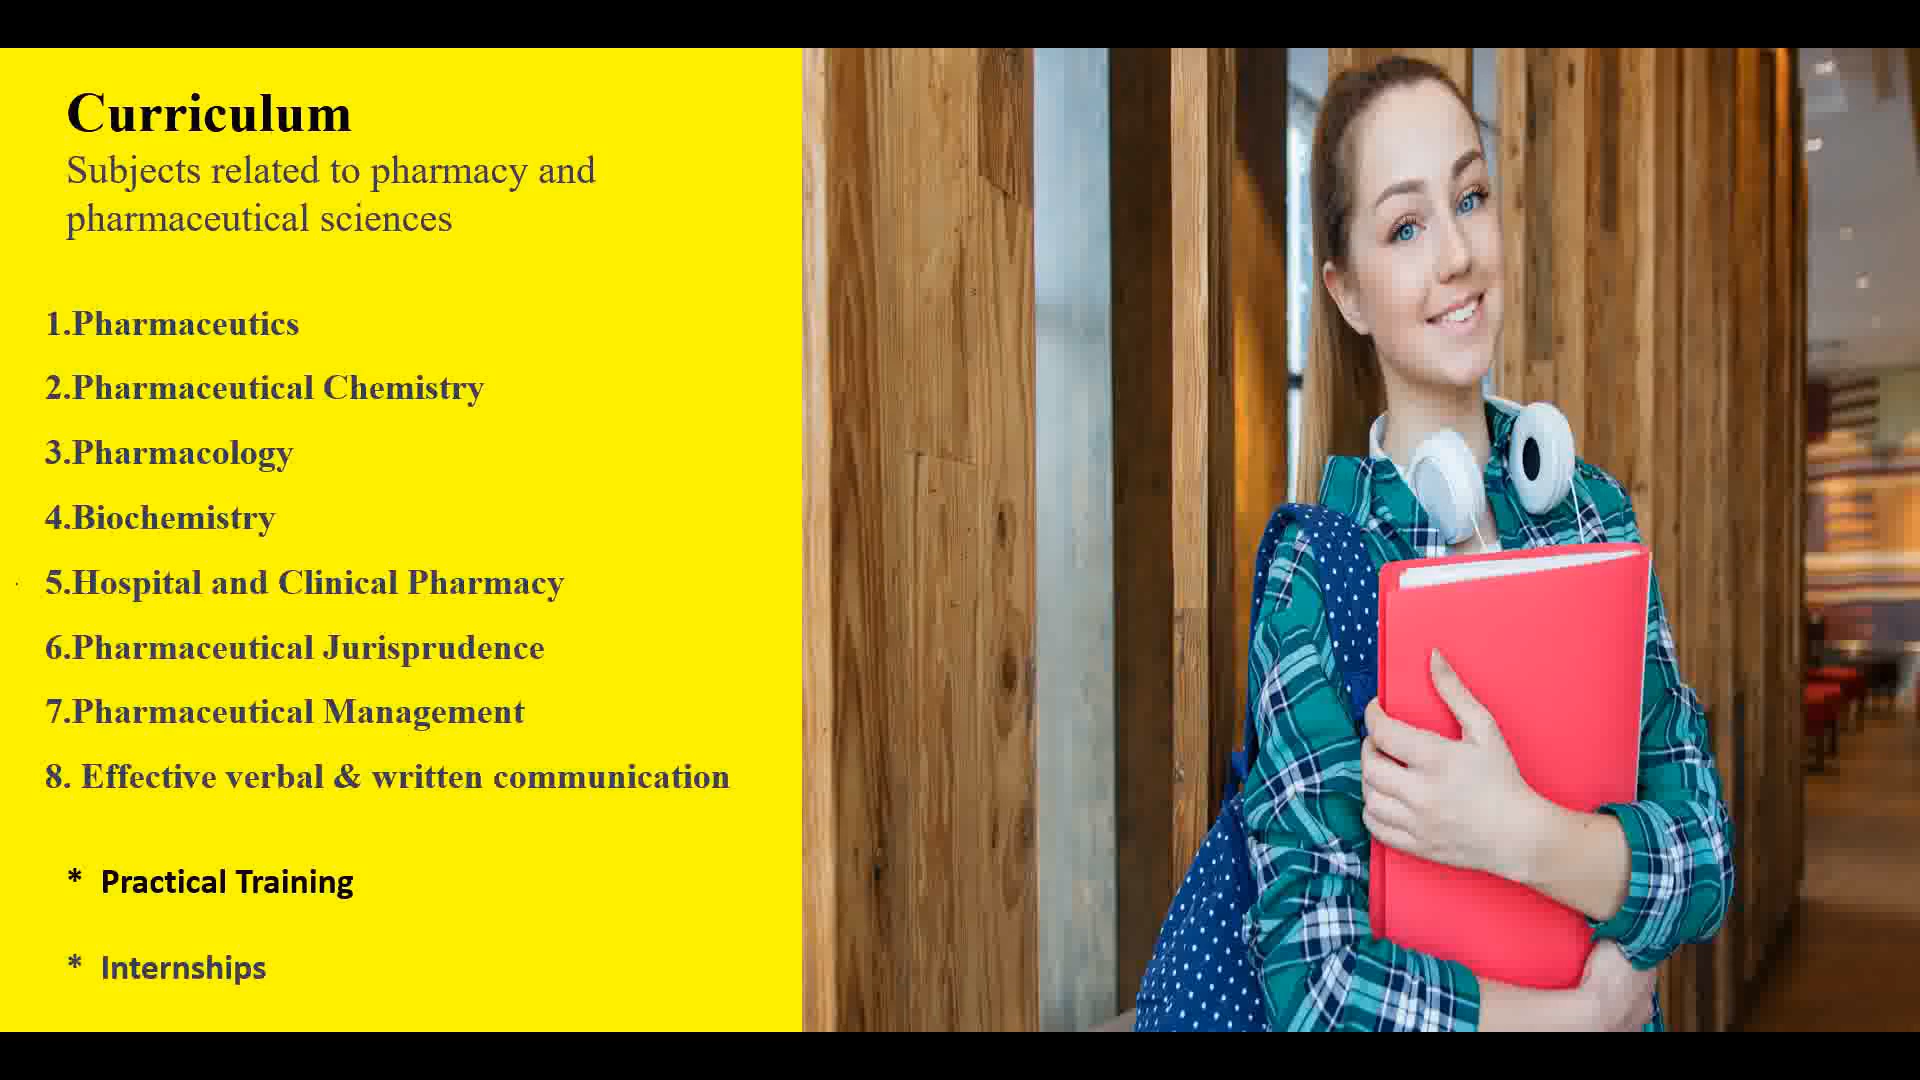 Curriculum
Subjects related to pharmacy and
pharmaceutical sciences
1.Pharmaceutics
2.Pharmaceutical Chemistry
3.Pharmacology
4.Biochemistry
5.Hospital and Clinical Pharmacy
6.Pharmaceutical Jurisprudence
7.Pharmaceutical Management
8. Effective verbal & written communication
* Practical Training
* Internships